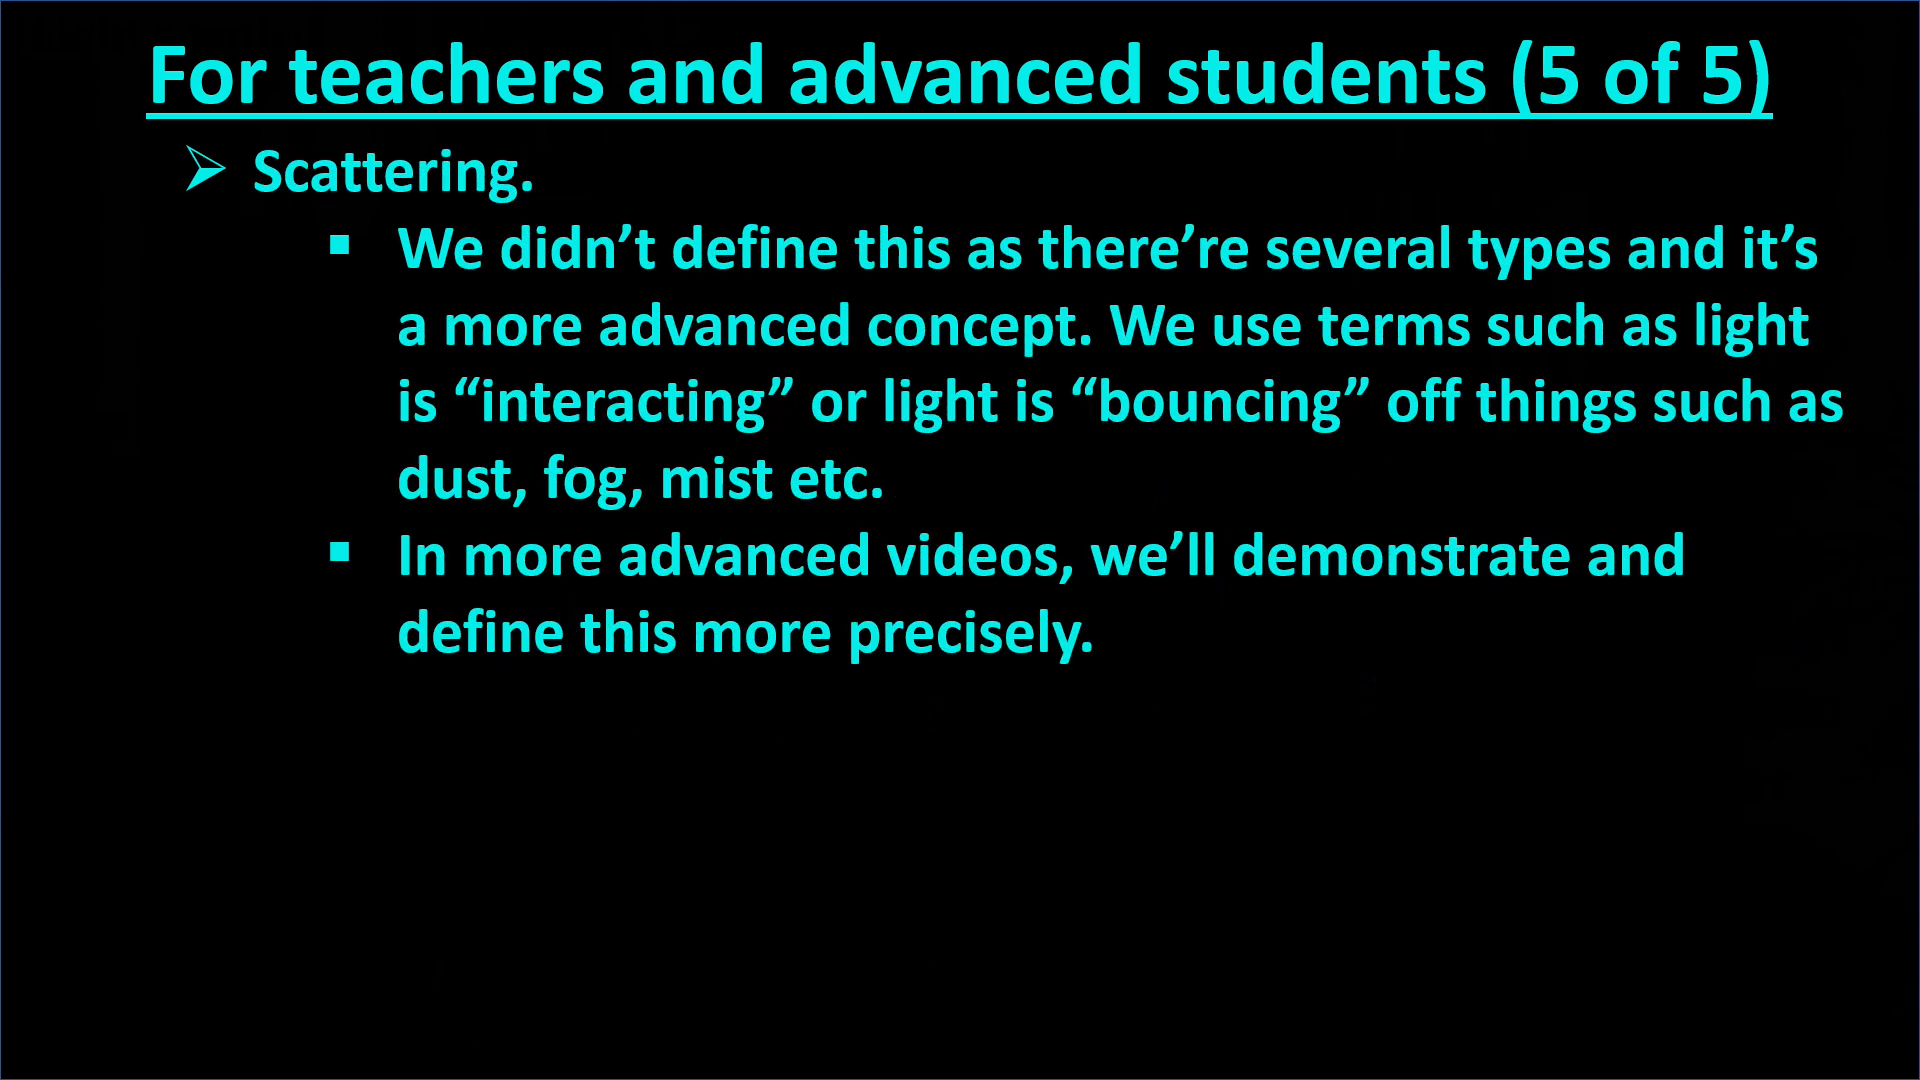 For teachers and advanced students (5 of 5)
➢ Scattering.
▪ We didn’t define this as there’re several types and it’s
a more advanced concept. We use terms such as light
is “interacting” or light is “bouncing” off things such as
dust, fog, mist etc.
▪ In more advanced videos, we’ll demonstrate and
define this more precisely.